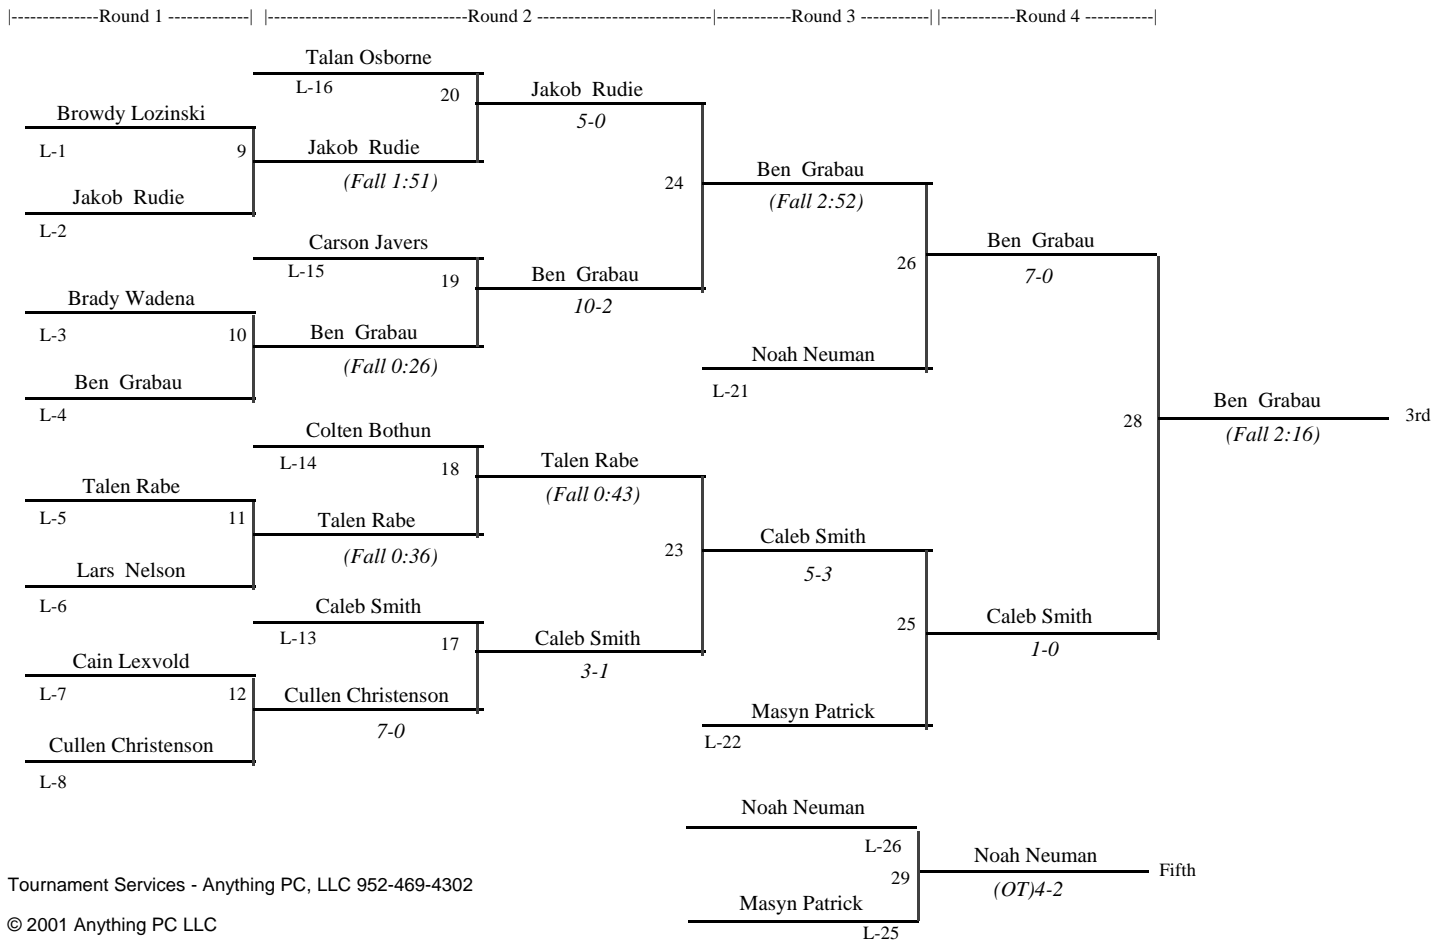 |--------------Round 1 -------------| |------------------------------Round 2 --------------------------|------------Round 3 -----------||-----------Round 4 -----------|
Talan Osborne
L-16
20
Jakob Rudie
5-0
Browdy Lozinski
L-1
9
Jakob Rudie
(Fall 1:51)
Jakob Rudie
L-2
24
Ben Grabau
(Fall 2:52)
Carson Javers
L-15
19
Ben Grabau
10-2
26
Ben Grabau
7-0
Brady Wadena
L-3
10
Ben Grabau
(Fall 0:26)
Ben Grabau
L-4
Noah Neuman
L-21
28
Ben Grabau
(Fall 2:16)
3rd
Colten Bothun
L-14
18
Talen Rabe
(Fall 0:43)
Talen Rabe
L-5
11
Talen Rabe
(Fall 0:36)
Lars Nelson
L-6
23
Caleb Smith
5-3
Caleb Smith
L-13
17
Caleb Smith
3-1
25
Caleb Smith
1-0
Cain Lexvold
L-7
12
Cullen Christenson
7-0
Cullen Christenson
L-8
Masyn Patrick
L-22
Noah Neuman
L-26
29
Noah Neuman
(OT)4-2
Fifth
Masyn Patrick
L-25
Tournament Services - Anything PC, LLC 952-469-4302
© 2001 Anything PC LLC